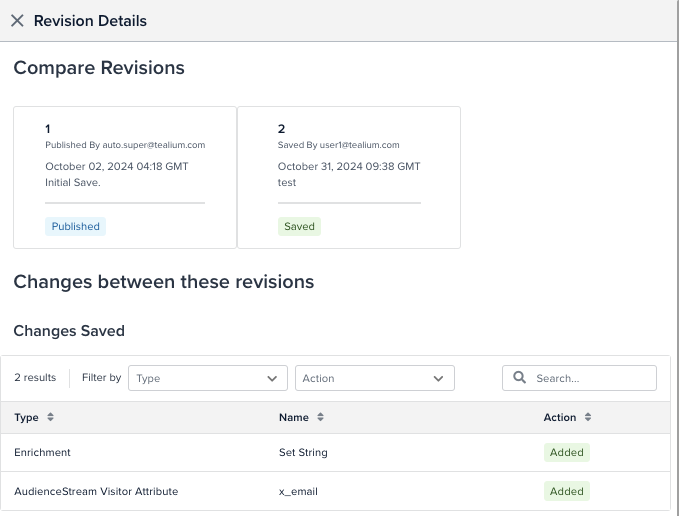 Revision Details
Compare Revisions
1
Published By auto.super@tealium.com
October 02, 2024 04:18 GMT
Initial Save.
Published
2
Saved By user1@tealium.com
October 31, 2024 09:38 GMT
test
Saved
Changes between these revisions
Changes Saved
2 results Filter by Type Action Search...
Type Name Action
Enrichment Set String Added
AudienceStream Visitor Attribute x_email Added